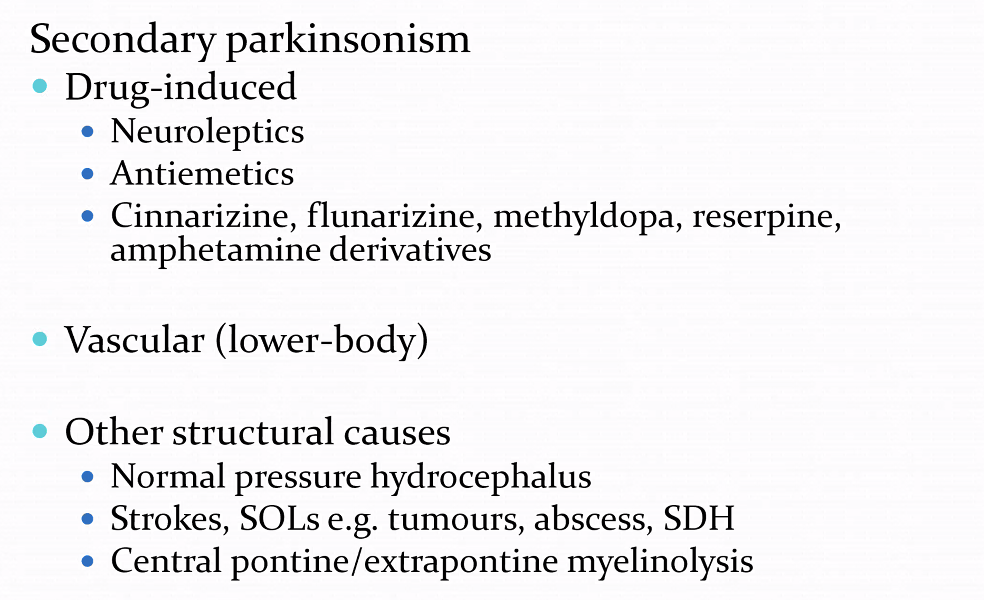 Secondary parkinsonism
Drug-induced
Neuroleptics
Antiemetics
Cinnarizine, flunarizine, methyldopa, reserpine,
amphetamine derivatives
Vascular (lower-body)
Other structural causes
Normal pressure hydrocephalus
Strokes, SOLs e.g. tumours, abscess, SDH
Central pontine/extrapontine myelinolysis